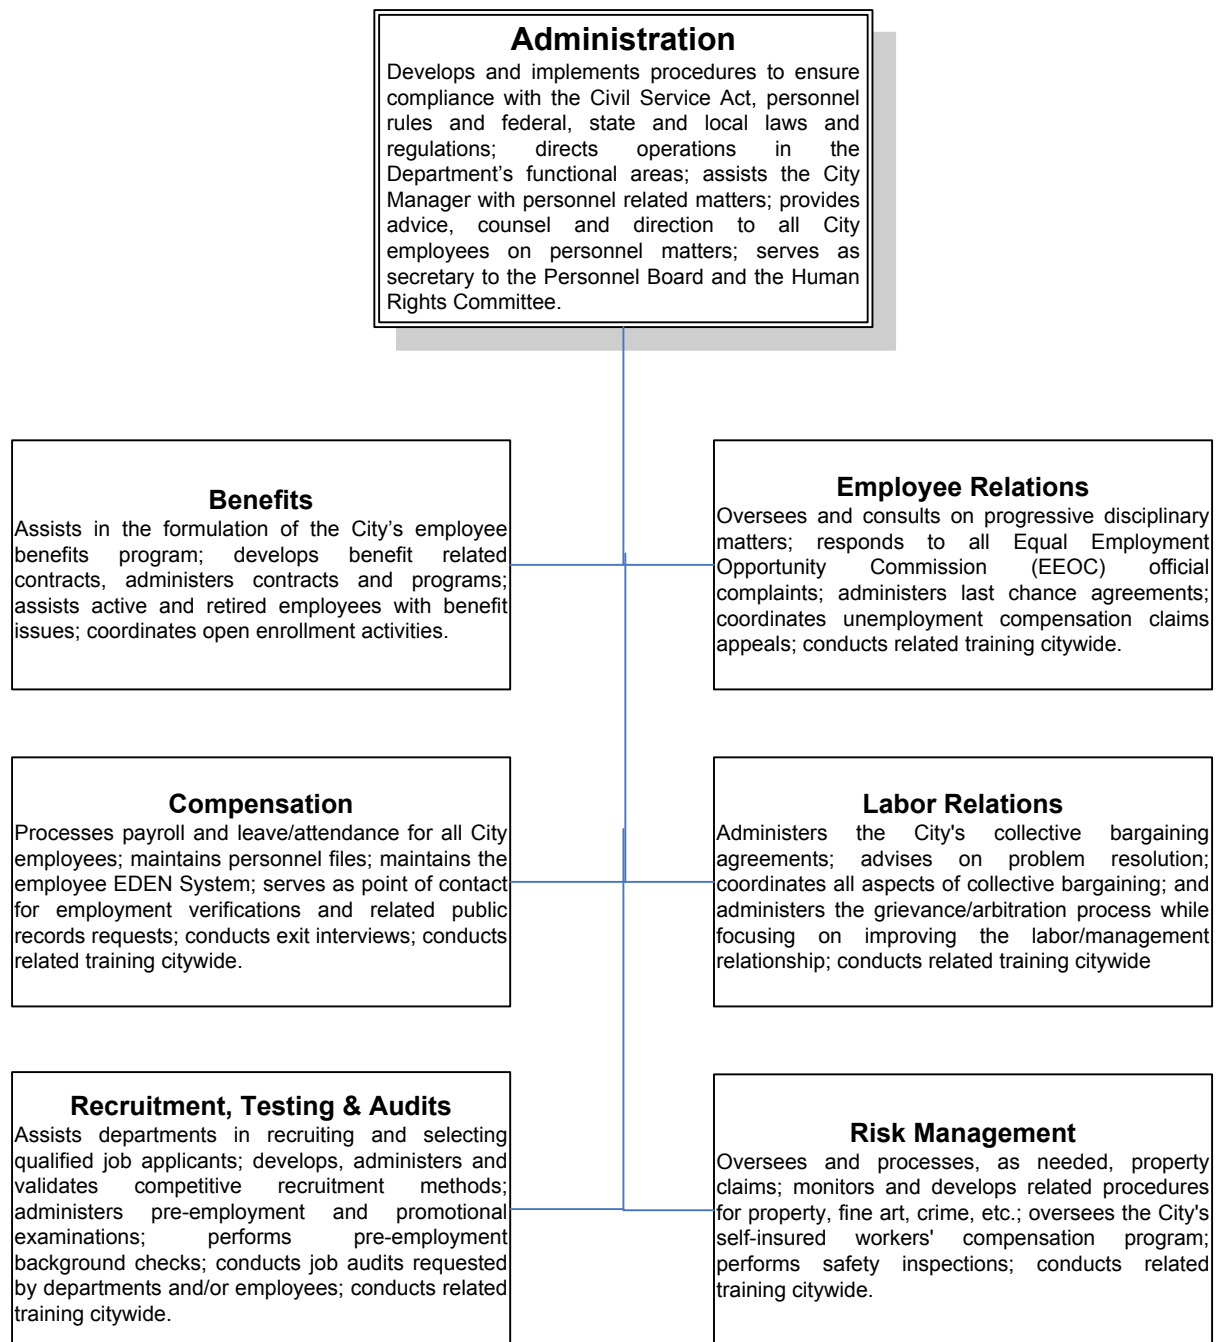 Administration
Develops and implements procedures to ensure
compliance with the Civil Service Act, personnel
rules and federal, state and local laws and
regulations; directs operations in the
Department’s functional areas; assists the City
Manager with personnel related matters; provides
advice, counsel and direction to all City
employees on personnel matters; serves as
secretary to the Personnel Board and the Human
Rights Committee.
Benefits
Assists in the formulation of the City’s employee
benefits program; develops benefit related
contracts, administers contracts and programs;
assists active and retired employees with benefit
issues; coordinates open enrollment activities.
Employee Relations
Oversees and consults on progressive disciplinary
matters; responds to all Equal Employment
Opportunity Commission (EEOC) official
complaints; administers last chance agreements;
coordinates unemployment compensation claims
appeals; conducts related training citywide.
Compensation
Processes payroll and leave/attendance for all City
employees; maintains personnel files; maintains the
employee EDEN System; serves as point of contact
for employment verifications and related public
records requests; conducts exit interviews; conducts
related training citywide.
Labor Relations
Administers the City's collective bargaining
agreements; advises on problem resolution;
coordinates all aspects of collective bargaining; and
administers the grievance/arbitration process while
focusing on improving the labor/management
relationship; conducts related training citywide
Recruitment, Testing & Audits
Assists departments in recruiting and selecting
qualified job applicants; develops, administers and
validates competitive recruitment methods;
administers pre-employment and promotional
examinations; performs pre-employment
background checks; conducts job audits requested
by departments and/or employees; conducts related
training citywide.
Risk Management
Oversees and processes, as needed, property
claims; monitors and develops related procedures
for property, fine art, crime, etc.; oversees the City's
self-insured workers' compensation program;
performs safety inspections; conducts related
training citywide.